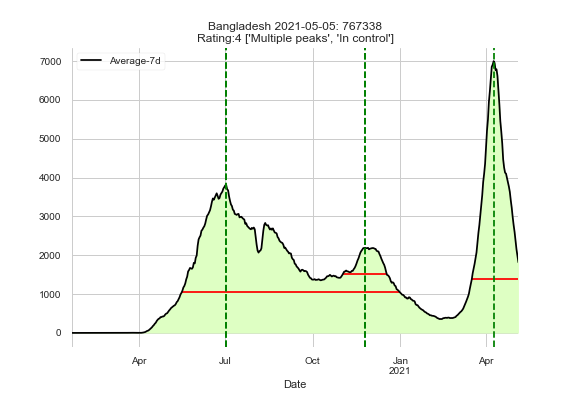 Bangladesh 2021-05-05: 767338
Rating:4 ['Multiple peaks', 'In control']
Average-7d
7000
6000
5000
4000
3000
2000
1000
0
Apr Jul Oct Jan Apr
2021
Date